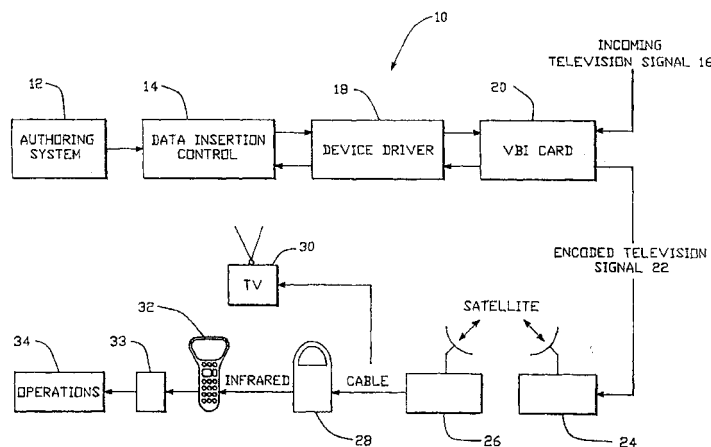 10
INCOMING
TELEVISION SIGNAL 16
12
14
18
20
AUTHORING
SYSTEM
DATA INSERTION
CONTROL
DEVICE DRIVER
VBI CARD
30
TV
ENCODED TELEVISION
SIGNAL 22
SATELLITE
34
33
32
OPERATIONS
INFRARED
CABLE
28
26
24